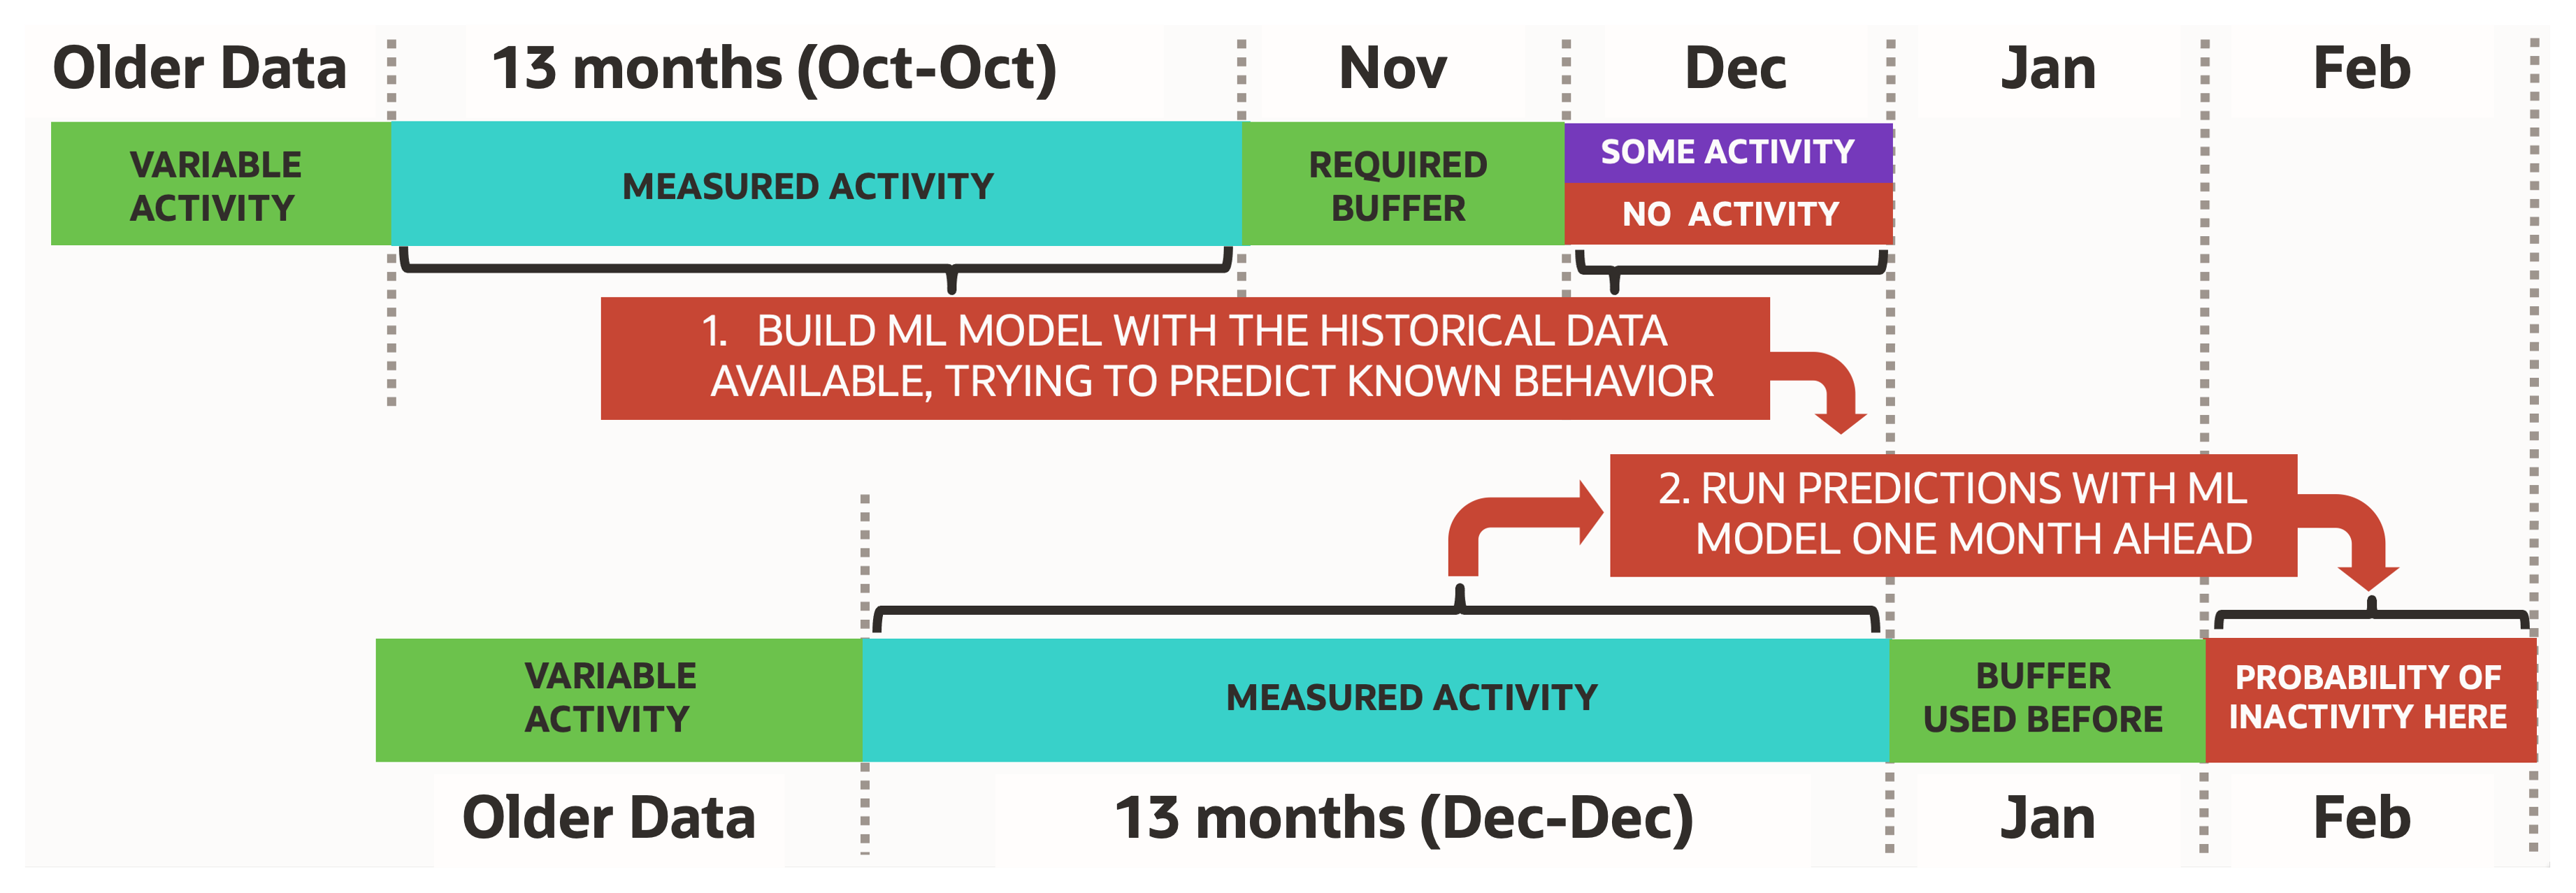 Older Data
13 months (Oct-Oct)
Nov
Dec
Jan
Feb
VARIABLE
ACTIVITY
MEASURED ACTIVITY
REQUIRED
BUFFER
SOME ACTIVITY
NO ACTIVITY
1. BUILD ML MODEL WITH THE HISTORICAL DATA
AVAILABLE, TRYING TO PREDICT KNOWN BEHAVIOR
2. RUN PREDICTIONS WITH ML
MODEL ONE MONTH AHEAD
VARIABLE
ACTIVITY
MEASURED ACTIVITY
BUFFER
USED BEFORE
PROBABILITY OF
INACTIVITY HERE
Older Data
13 months (Dec-Dec)
Jan
Feb